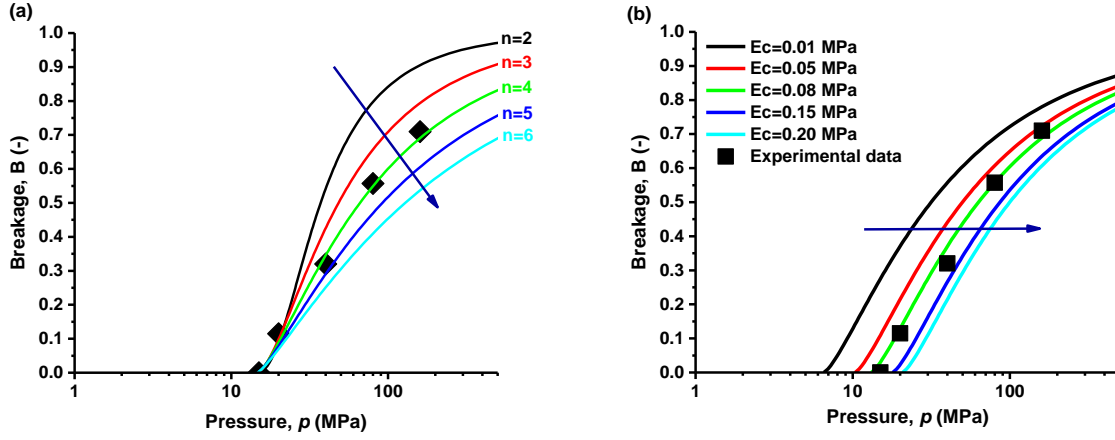 (a)
1.0
0.9
0.8
0.7
0.6
0.5
0.4
0.3
0.2
0.1
0.0
Breakage, B (-)
1
10
100
Pressure, p (MPa)
n=2
n=3
n=4
n=5
n=6
(b)
1.0
0.9
0.8
0.7
0.6
0.5
0.4
0.3
0.2
0.1
0.0
Breakage, B (-)
1
10
100
Pressure, p (MPa)
Ec=0.01 MPa
Ec=0.05 MPa
Ec=0.08 MPa
Ec=0.15 MPa
Ec=0.20 MPa
Experimental data